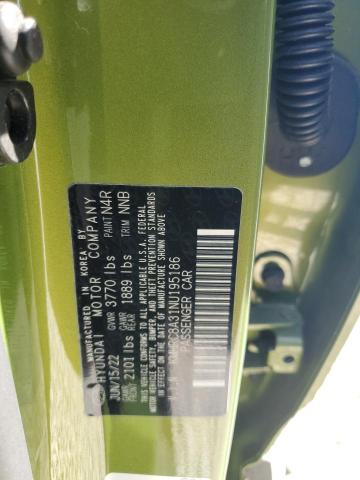 MANUFACTURED IN KOREA BY
HYUNDAI MOTOR COMPANY
JUN/15/22 GVWR 3770 lbs PAINT N4R
GAWR FRONT 2101 lbs GAWR REAR 1889 lbs TRIM NNB
THIS VEHICLE CONFORMS TO ALL APPLICABLE U.S.
FEDERAL MOTOR VEHICLE SAFETY, BUMPER, AND THEFT
PREVENTION STANDARDS IN EFFECT ON THE DATE OF
MANUFACTURE SHOWN ABOVE.
C8A31NU195186
PASSENGER CAR